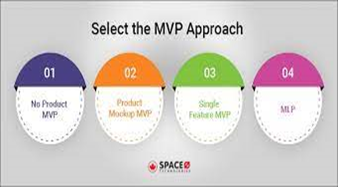 Select the MVP Approach
01
No Product
MVP
02
Product
Mockup MVP
03
Single
Feature MVP
04
MLP
SPACE
TECHNOLOGIES